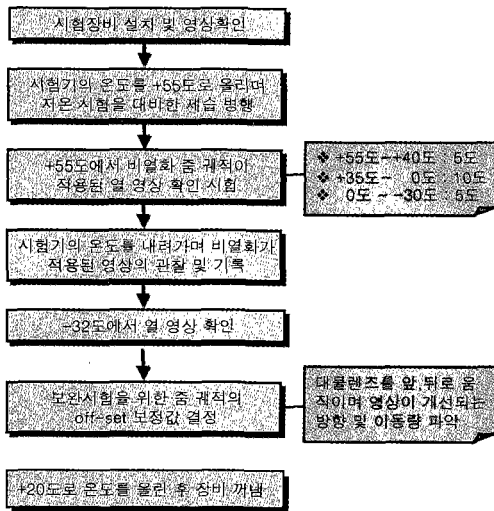 시험장비 설치 및 영상확인
시험기의 온도를 +55도로 올리며
저온 시험을 대비한 제습 병행
+55도에서 비열화 줌 궤적이
적용된 열 영상 확인 시험
❖ +55도~+40도 : 5도
❖ +35도~ 0도 : 10도
❖ 0도 ~ -30도 : 5도
시험기의 온도를 내려가며 비열화가
적용된 영상의 관찰 및 기록
-32도에서 열 영상 확인
보완시험을 위한 줌 궤적의
off-set 보정값 결정
대물렌즈를 앞 뒤로 움
직이며 영상이 개선되는
방향 및 이동량 파악
+20도로 온도를 올린 후 장비 꺼냄